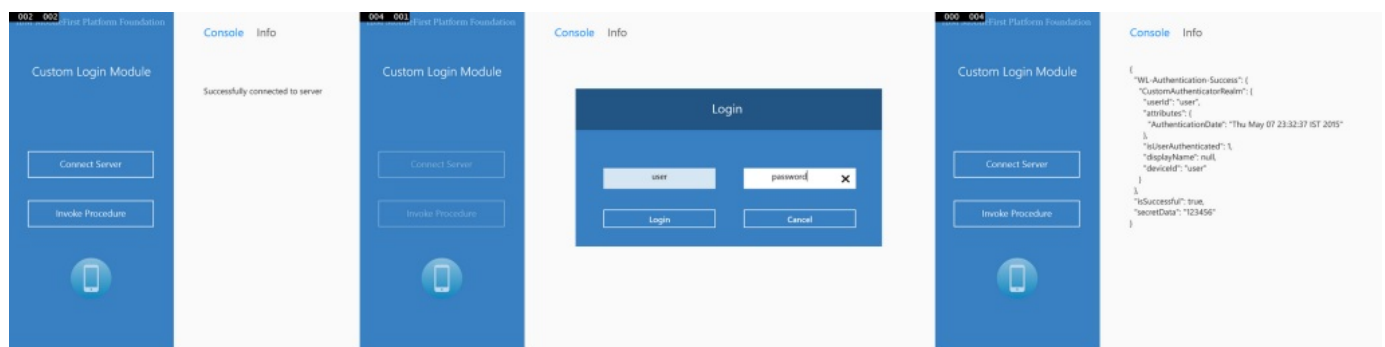 002 002
First Platform Foundation
Console Info
Custom Login Module
Successfully connected to server
Connect Server
Invoke Procedure
004 001
First Platform Foundation
Console Info
Custom Login Module
Login
Connect Server
user password
Invoke Procedure
Login Cancel
000 004
First Platform Foundation
Console Info
Custom Login Module
{
"WL-Authentication-Success": {
"CustomAuthenticatorRealm": {
"userId": "user",
"attributes": {
"AuthenticationDate": "Thu May 07 23:32:37 IST 2015"
},
"isUserAuthenticated": 1,
"displayName": null,
"deviceId": "user"
}
},
"isSuccessful": true,
"secretData": "123456"
}
Connect Server
Invoke Procedure